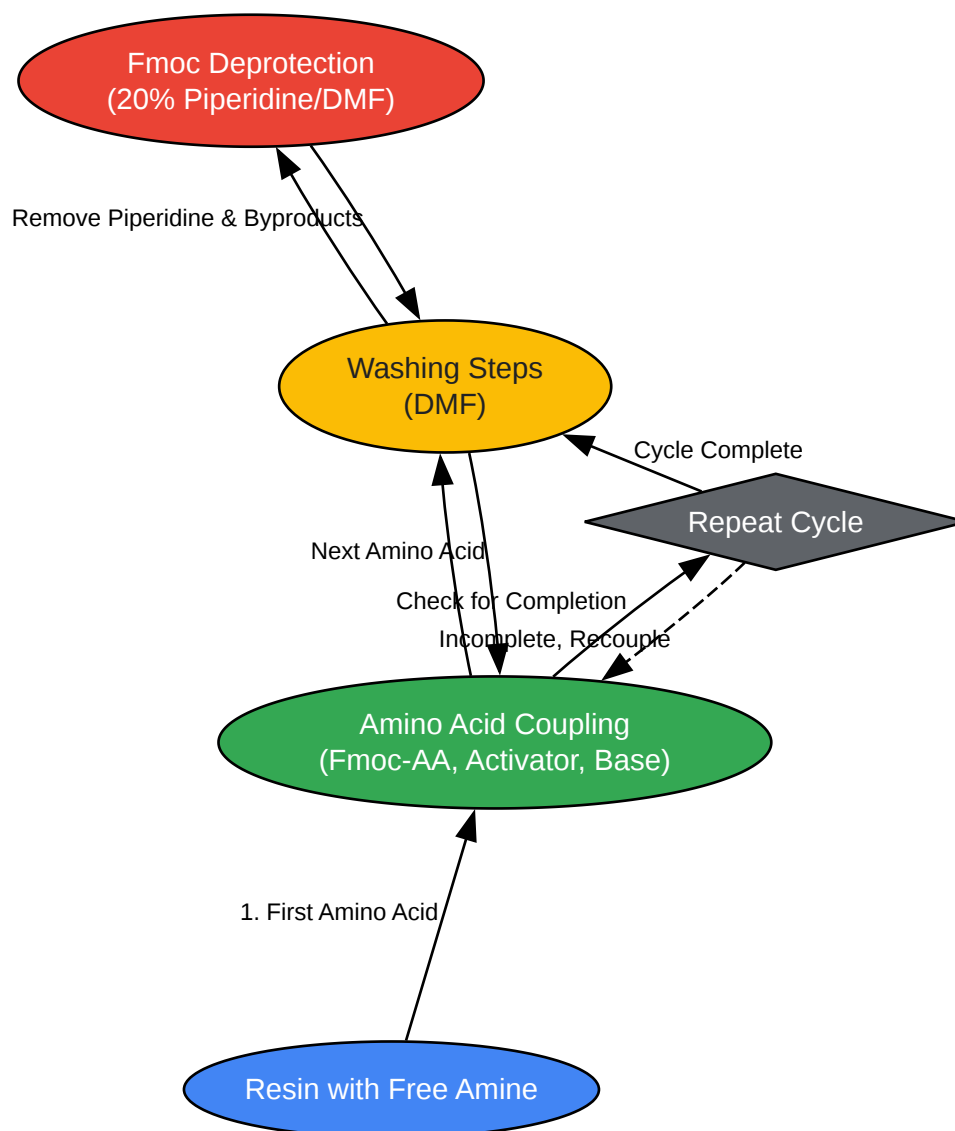 Fmoc Deprotection
(20% Piperidine/DMF)
Remove Piperidine & Byproducts
Washing Steps
(DMF)
Cycle Complete
Repeat Cycle
Next Amino Acid
Check for Completion
Incomplete, Recouple
Amino Acid Coupling
(Fmoc-AA, Activator, Base)
1. First Amino Acid
Resin with Free Amine